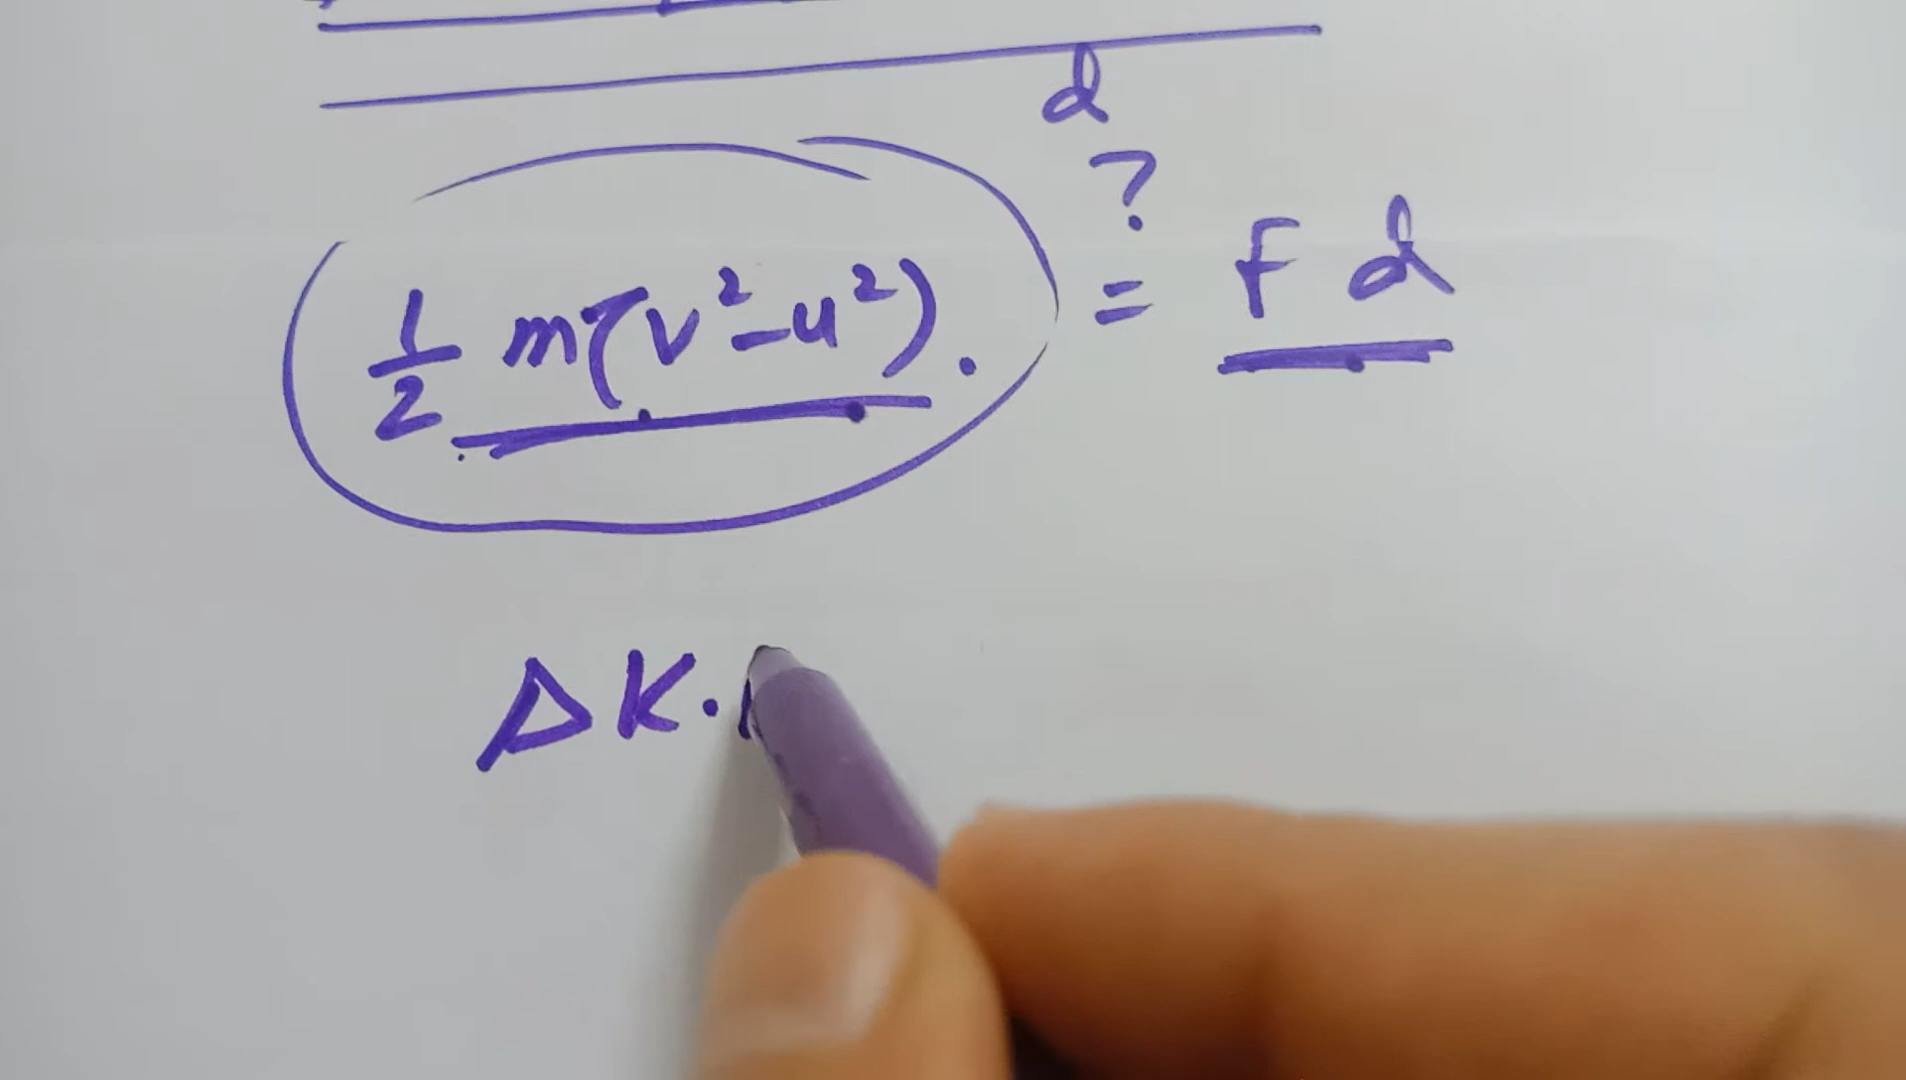 d
?
½ m(v²-u²). = F d
ΔK.